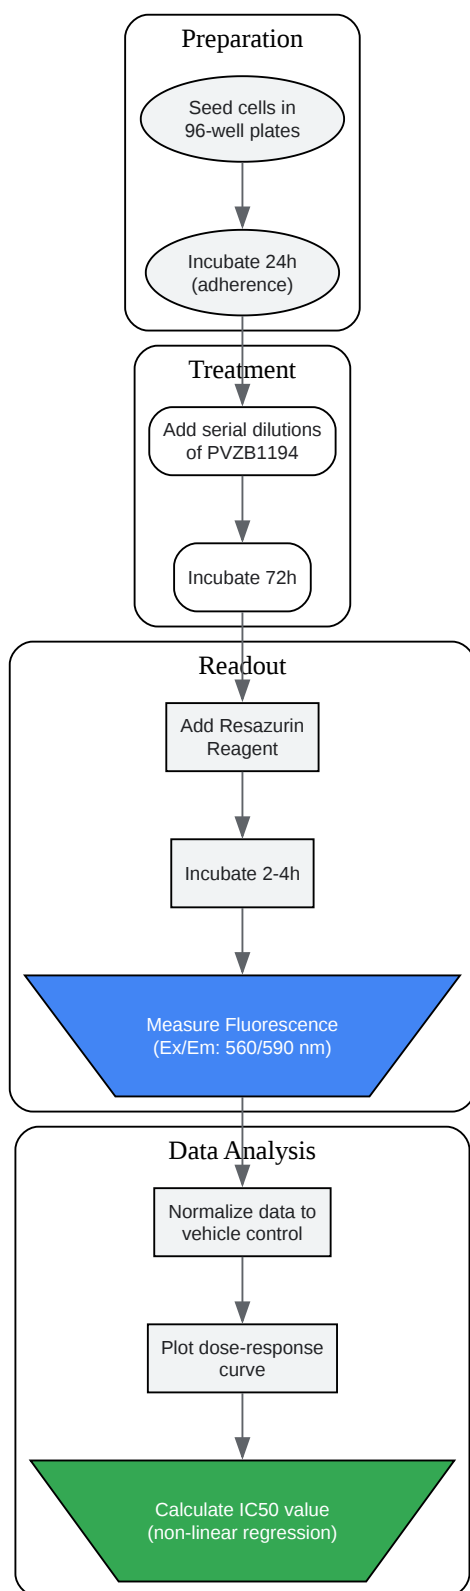 Preparation
Seed cells in
96-well plates
Incubate 24h
(adherence)
Treatment
Add serial dilutions
of PVZB1194
Incubate 72h
Readout
Add Resazurin
Reagent
Incubate 2-4h
Measure Fluorescence
(Ex/Em: 560/590 nm)
Data Analysis
Normalize data to
vehicle control
Plot dose-response
curve
Calculate IC50 value
(non-linear regression)